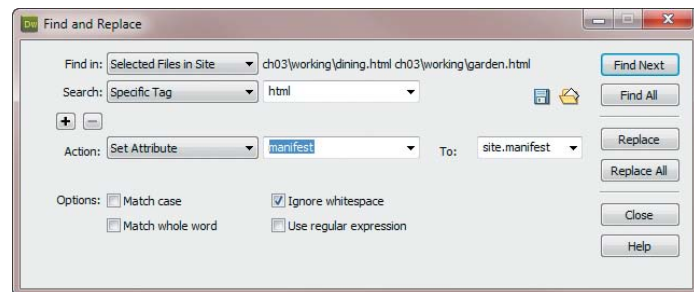 Dw Find and Replace
Find in: Selected Files in Site ch03\working\dining.html ch03\working\garden.html Find Next
Search: Specific Tag html Find All
Action: Set Attribute manifest To: site.manifest Replace
Replace All
Options: Match case Ignore whitespace Close
Match whole word Use regular expression Help